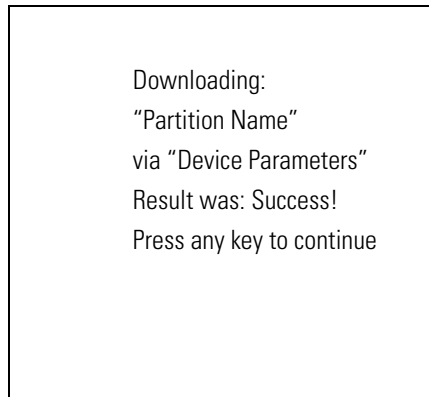 Downloading:
“Partition Name”
via “Device Parameters”
Result was: Success!
Press any key to continue